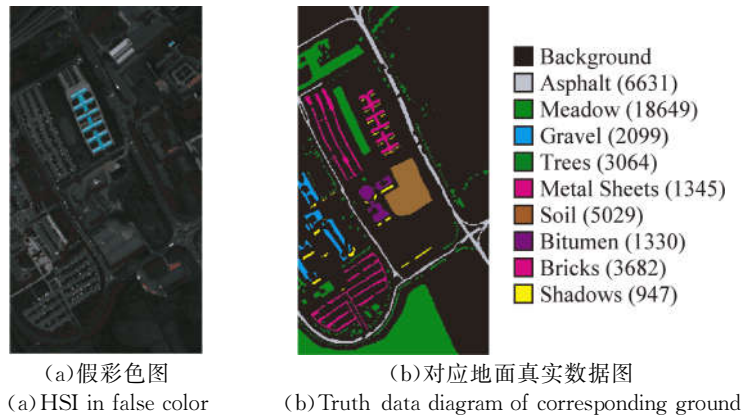 Background
Asphalt (6631)
Meadow (18649)
Gravel (2099)
Trees (3064)
Metal Sheets (1345)
Soil (5029)
Bitumen (1330)
Bricks (3682)
Shadows (947)
(a)假彩色图
(a) HSI in false color
(b)对应地面真实数据图
(b) Truth data diagram of corresponding ground